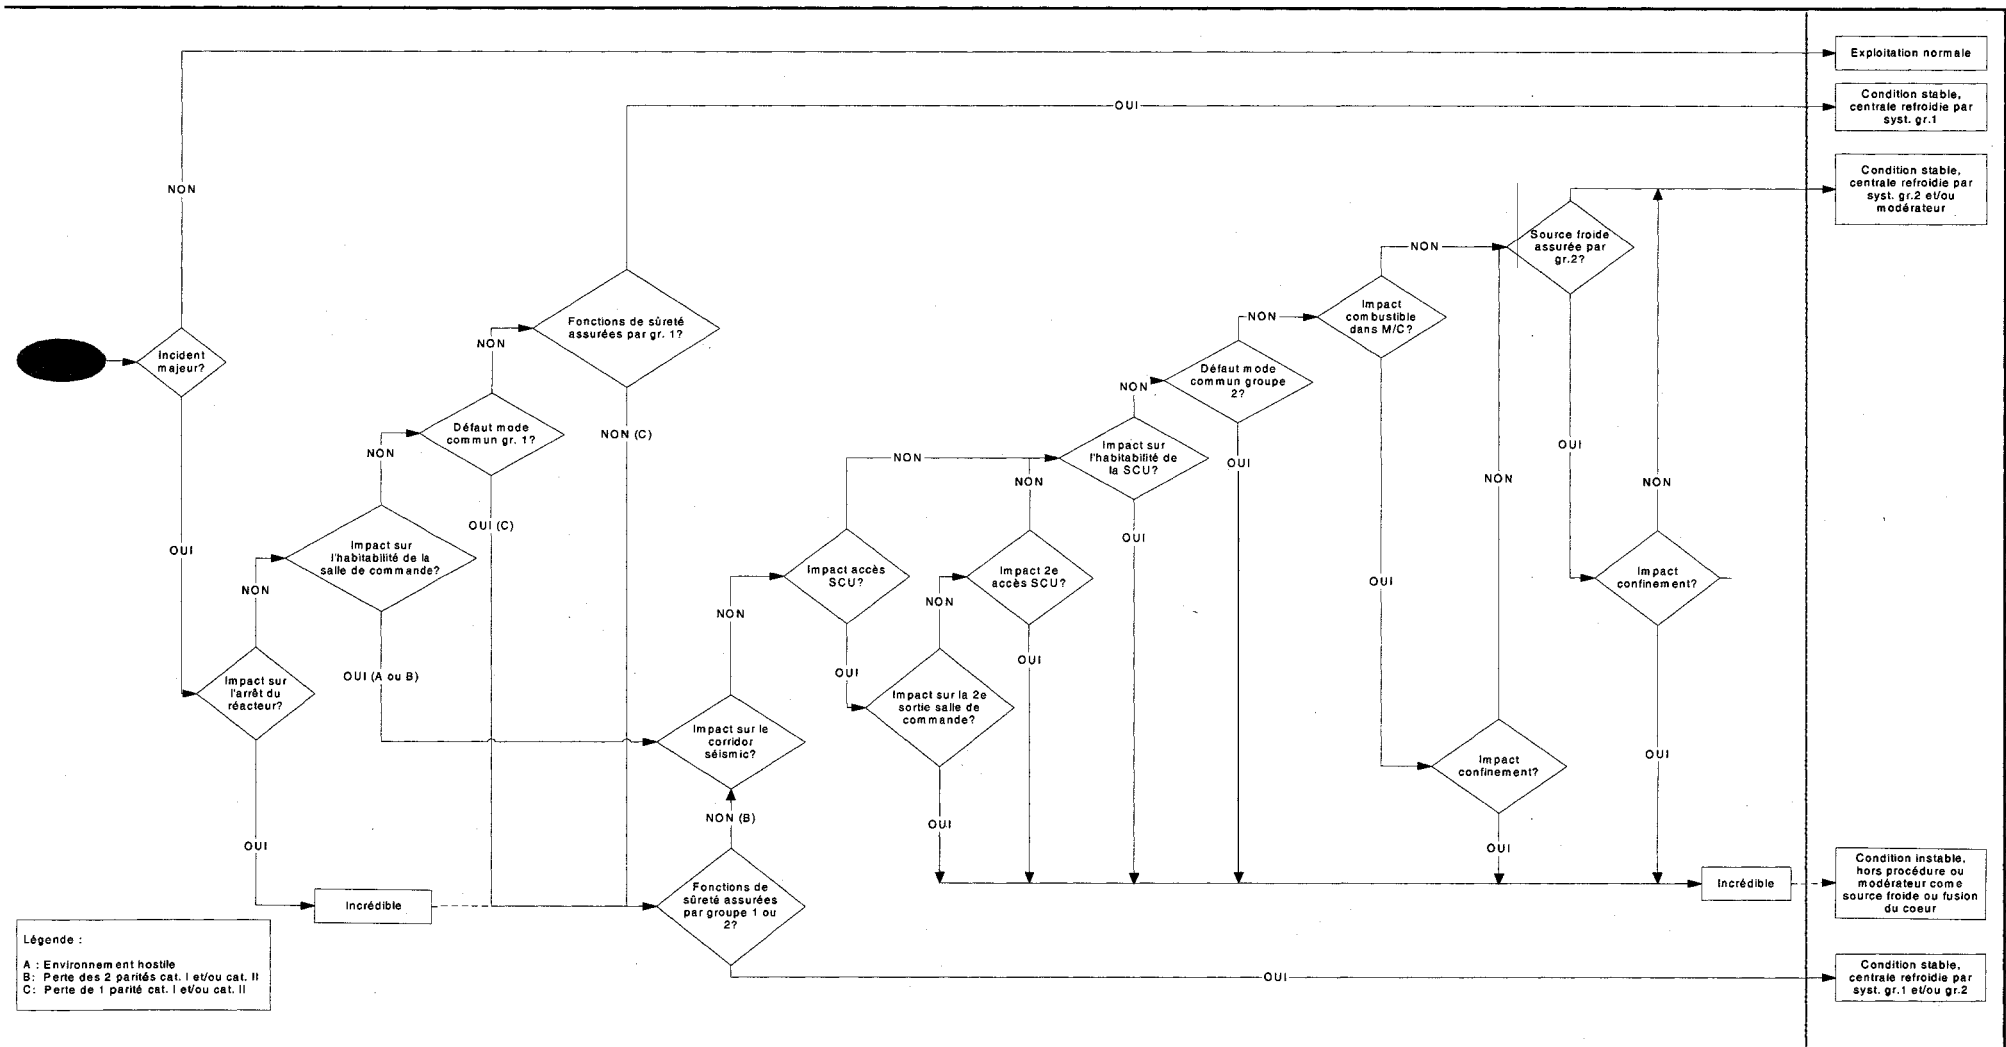 Exploitation normale
OUI
Condition stable,
centrale refroidie par
syst. gr.1
NON
Condition stable,
centrale refroidie par
syst. gr.2 et/ou
modérateur
Source froide
assurée par
gr.2?
NON
Impact
combustible
dans M/C?
NON
Fonctions de sûreté
assurées par gr. 1?
NON
Incident
majeur?
Défaut mode
commun groupe
2?
NON
Défaut mode
commun gr. 1?
NON (C)
OUI
NON
Impact sur
l'habitabilité de
la SCU?
NON
OUI
NON
NON
NON
OUI (C)
OUI
OUI
Impact sur
l'habitabilité de la
salle de commande?
Impact accès
SCU?
Impact 2e
accès SCU?
Impact
confinement?
NON
NON
NON
OUI
OUI (A ou B)
OUI
OUI
Impact sur
l'arrêt du
réacteur?
Impact sur la 2e
sortie salle de
commande?
Impact sur le
corridor
séismic?
OUI
Impact
confinement?
NON (B)
OUI
OUI
OUI
Incrédible
Fonctions de
sûreté assurées
par groupe 1 ou
2?
Incrédible
Condition instable,
hors procédure ou
modérateur come
source froide ou fusion
du coeur
Légende :
A : Environnement hostile
B: Perte des 2 parités cat. I et/ou cat. II
C: Perte de 1 parité cat. I et/ou cat. II
OUI
Condition stable,
centrale refroidie par
syst. gr.1 et/ou gr.2